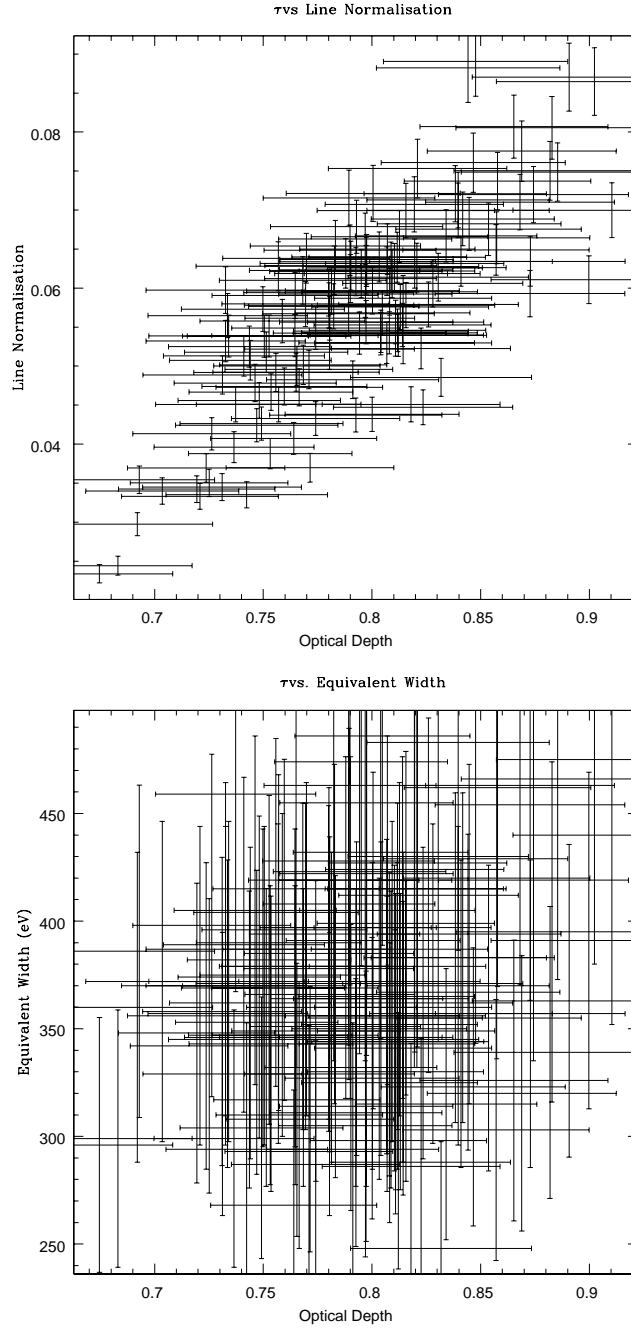 τvs Line Normalisation
0.08
0.06
0.04
Line Normalisation
0.7 0.75 0.8 0.85 0.9
Optical Depth
τvs. Equivalent Width
450
400
350
300
250
Equivalent Width (eV)
0.7 0.75 0.8 0.85 0.9
Optical Depth